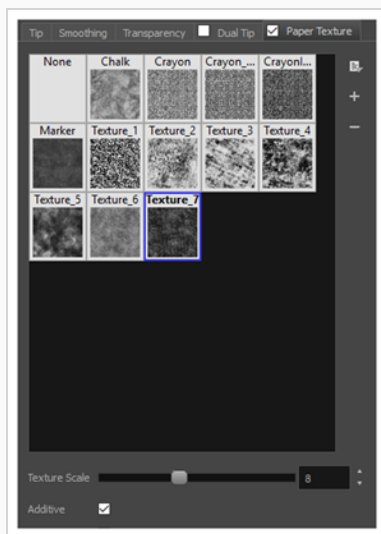 Tip Smoothing Transparency Dual Tip Paper Texture
None Chalk Crayon Crayon_... Crayonl...
Marker Texture_1 Texture_2 Texture_3 Texture_4
Texture_5 Texture_6 Texture_7
Texture Scale 8
Additive